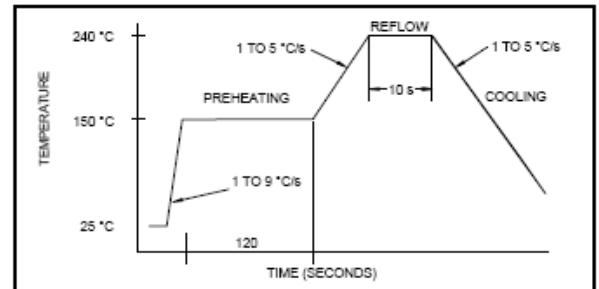 REFLOW
240 °C
1 TO 5 °C/s
1 TO 5 °C/s
PREHEATING
10 s
COOLING
TEMPERATURE
150 °C
1 TO 9 °C/s
25 °C
120
TIME (SECONDS)